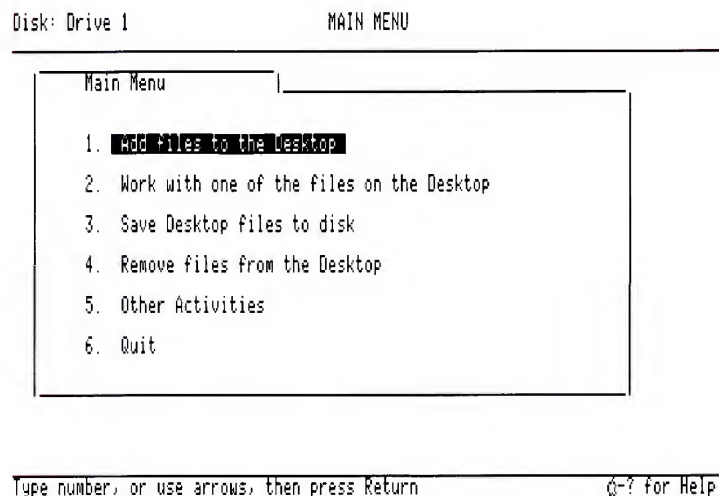 Disk: Drive 1 MAIN MENU
Main Menu
1. Add files to the Desktop
2. Work with one of the files on the Desktop
3. Save Desktop files to disk
4. Remove files from the Desktop
5. Other Activities
6. Quit
Type number, or use arrows, then press Return -? for Help